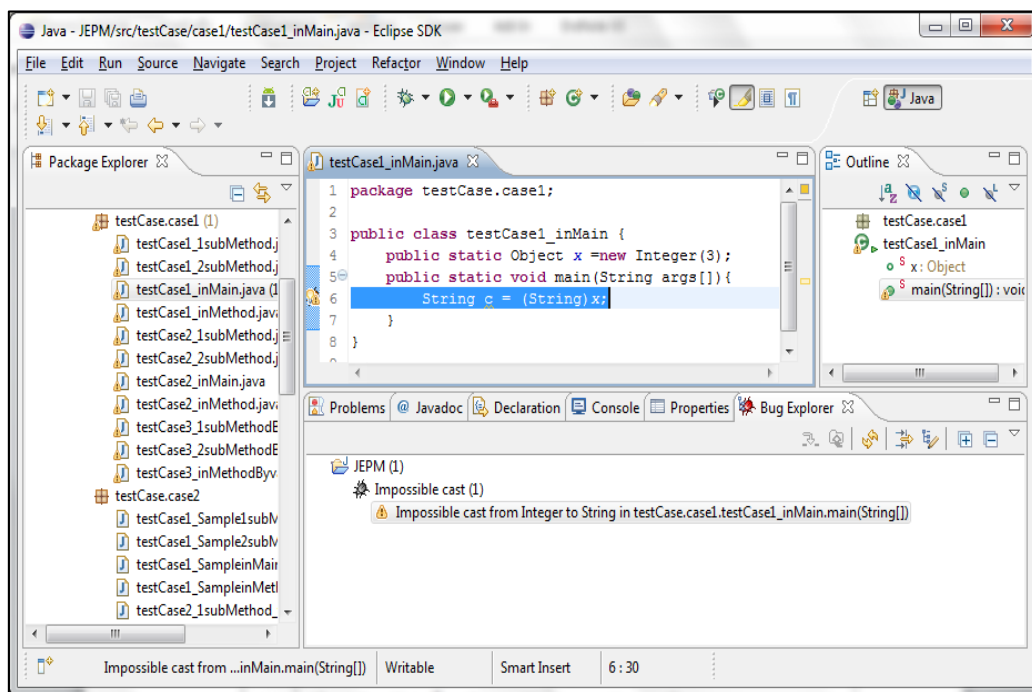 Java - JEPM/src/testCase/case1/testCase1_inMain.java - Eclipse SDK
File Edit Run Source Navigate Search Project Refactor Window Help
Java
Package Explorer
testCase.case1 (1)
testCase1_1subMethod.j
testCase1_2subMethod.j
testCase1_inMain.java (1
testCase1_inMethod.java
testCase2_1subMethod.j
testCase2_2subMethod.j
testCase2_inMain.java
testCase2_inMethod.java
testCase3_1subMethodB
testCase3_2subMethodB
testCase3_inMethodByv
testCase.case2
testCase1_Sample1subM
testCase1_Sample2subM
testCase1_SampleinMain
testCase1_SampleinMet
testCase2_1subMethod_
testCase1_inMain.java
1 package testCase.case1;
2
3 public class testCase1_inMain {
4 public static Object x =new Integer(3);
5 public static void main(String args[]){
6 String c = (String)x;
7 }
8 }
Outline
testCase.case1
testCase1_inMain
x : Object
main(String[]) : void
Problems @ Javadoc Declaration Console Properties Bug Explorer
JEPM (1)
Impossible cast (1)
Impossible cast from Integer to String in testCase.case1.testCase1_inMain.main(String[])
Impossible cast from ...inMain.main(String[]) Writable Smart Insert 6 : 30